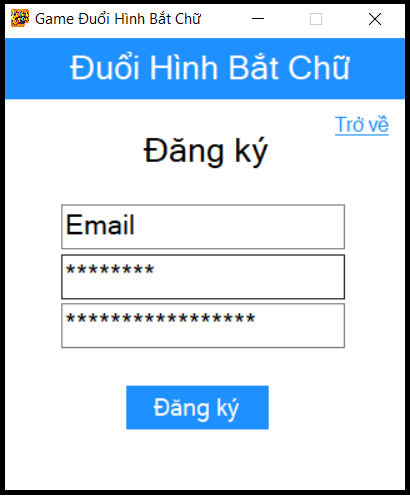 Game Đuổi Hình Bắt Chữ
Đuổi Hình Bắt Chữ
Trở về
Đăng ký
Email
********
*****************
Đăng ký